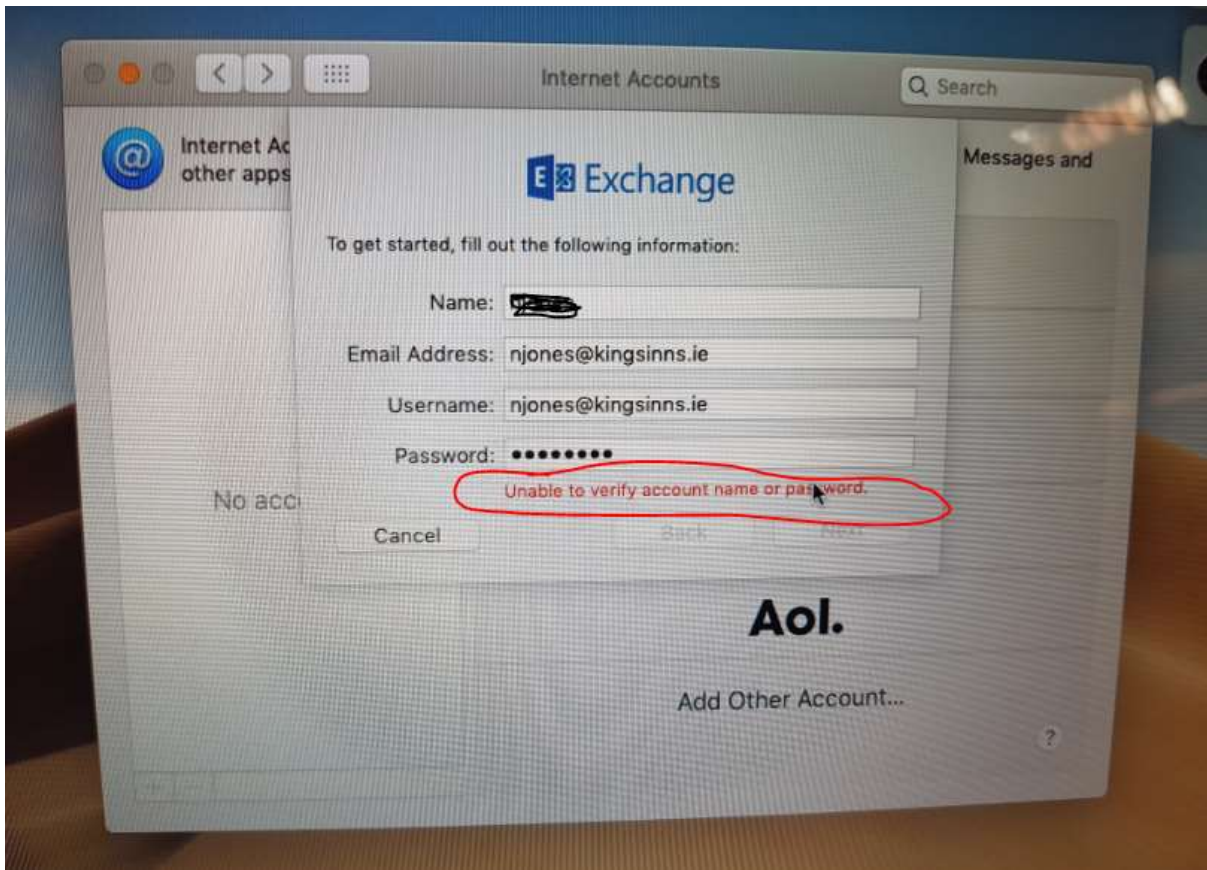 Internet Accounts
Search
Internet Ac
other apps
Messages and
E Exchange
To get started, fill out the following information:
Name:
Email Address: njones@kingsinns.ie
Username: njones@kingsinns.ie
Password: ••••••••
Unable to verify account name or password.
No acc
Cancel Back Next
Aol.
Add Other Account...
?